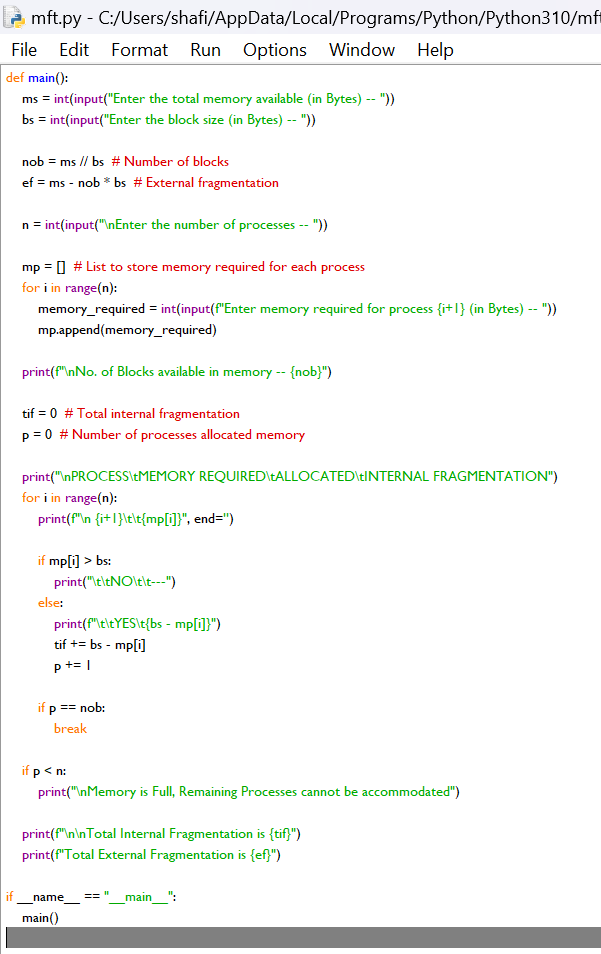 mft.py - C:/Users/shafi/AppData/Local/Programs/Python/Python310/mf
File Edit Format Run Options Window Help
def main():
    ms = int(input("Enter the total memory available (in Bytes) -- "))
    bs = int(input("Enter the block size (in Bytes) -- "))

    nob = ms // bs  # Number of blocks
    ef = ms - nob * bs  # External fragmentation

    n = int(input("\nEnter the number of processes -- "))

    mp = []  # List to store memory required for each process
    for i in range(n):
        memory_required = int(input(f"Enter memory required for process {i+1} (in Bytes) -- "))
        mp.append(memory_required)

    print(f"\nNo. of Blocks available in memory -- {nob}")

    tif = 0  # Total internal fragmentation
    p = 0  # Number of processes allocated memory

    print("\nPROCESS\tMEMORY REQUIRED\tALLOCATED\tINTERNAL FRAGMENTATION")
    for i in range(n):
        print(f"\n {i+1}\t\t{mp[i]}", end='')

        if mp[i] > bs:
            print("\t\tNO\t\t---")
        else:
            print(f"\t\tYES\t{bs - mp[i]}")
            tif += bs - mp[i]
            p += 1

        if p == nob:
            break

    if p < n:
        print("\nMemory is Full, Remaining Processes cannot be accommodated")

    print(f"\n\nTotal Internal Fragmentation is {tif}")
    print(f"Total External Fragmentation is {ef}")

if __name__ == "__main__":
    main()